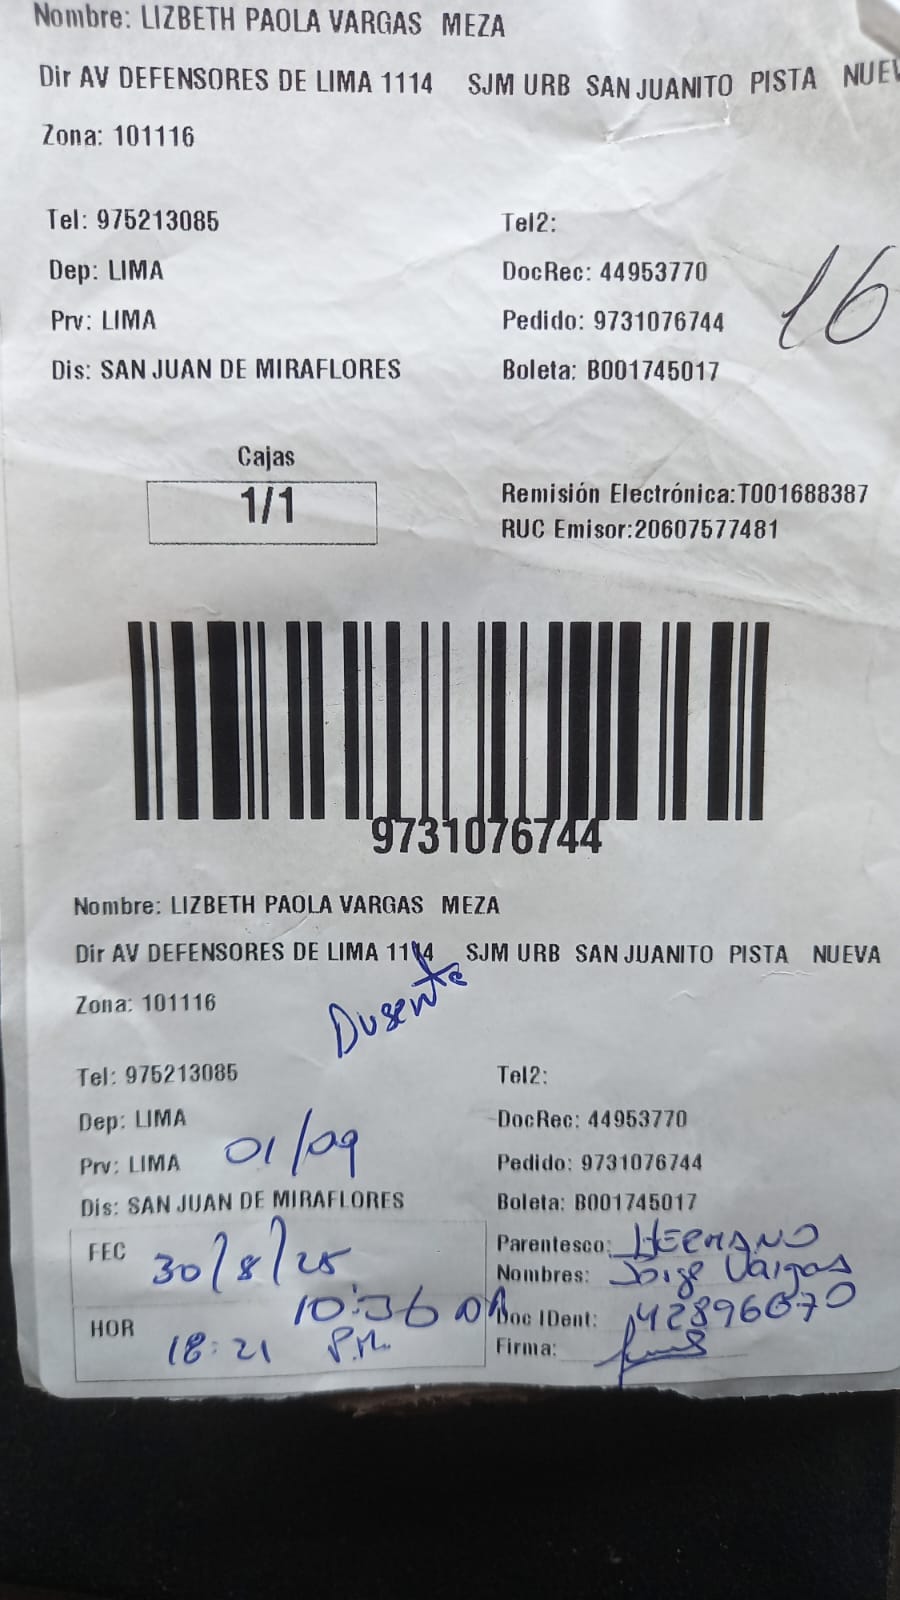 Nombre: LIZBETH PAOLA VARGAS MEZA
Dir AV DEFENSORES DE LIMA 1114 SJM URB SAN JUANITO PISTA NUEV
Zona: 101116
Tel: 975213085 Tel2:
Dep: LIMA DocRec: 44953770
Prv: LIMA Pedido: 9731076744 16
Dis: SAN JUAN DE MIRAFLORES Boleta: B001745017
Cajas
1/1
Remisión Electrónica:T001688387
RUC Emisor:20607577481
9731076744
Nombre: LIZBETH PAOLA VARGAS MEZA
Dir AV DEFENSORES DE LIMA 1114 SJM URB SAN JUANITO PISTA NUEVA
Zona: 101116
Ausente
Tel: 975213085 Tel2:
Dep: LIMA DocRec: 44953770
Prv: LIMA 01/09 Pedido: 9731076744
Dis: SAN JUAN DE MIRAFLORES Boleta: B001745017
FEC 30/8/25 Parentesco: HERMANO
Nombres: Jorge Vargas
10:36 Doc IDent: 42896070
HOR 18:21 P.M. Firma: